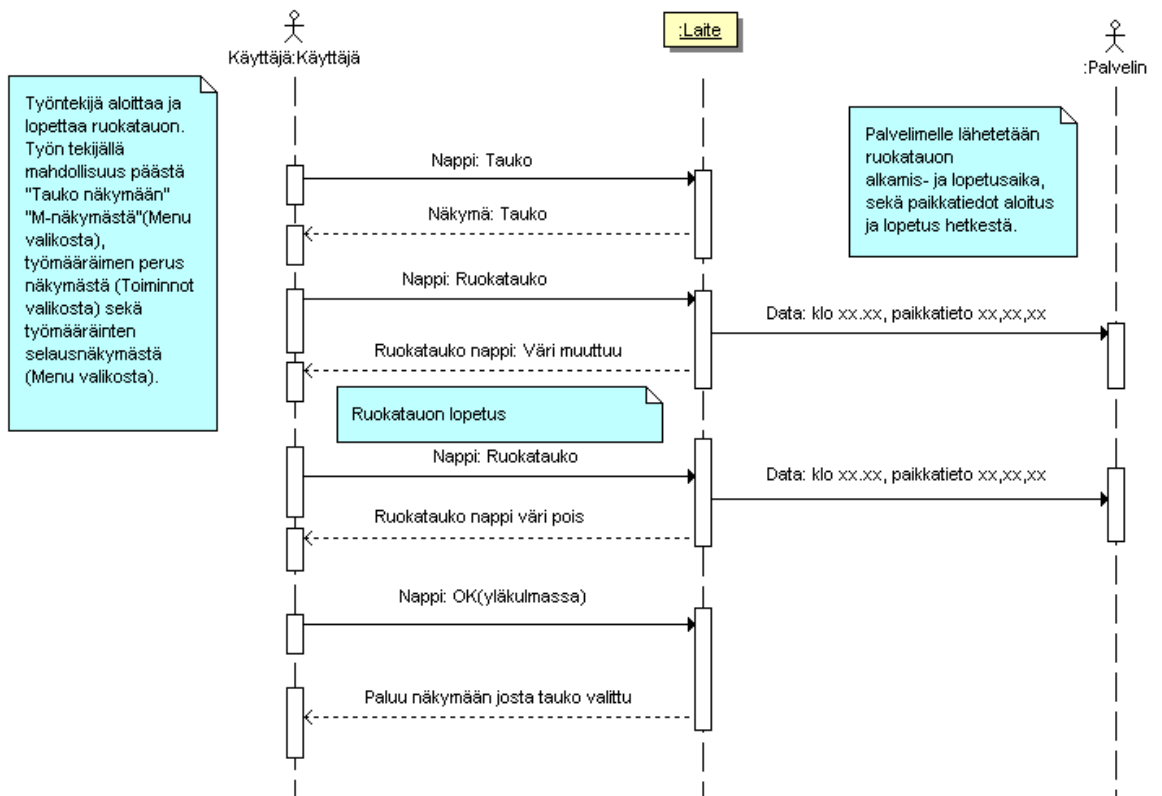 Käyttäjä:Käyttäjä
:Laite
:Palvelin
Työntekijä aloittaa ja
lopettaa ruokatauon.
Työn tekijällä
mahdollisuus päästä
"Tauko näkymään"
"M-näkymästä"(Menu
valikosta),
työmääräimen perus
näkymästä (Toiminnot
valikosta) sekä
työmääräinten
selausnäkymästä
(Menu valikosta).
Palvelimelle lähetetään
ruokatauon
alkamis- ja lopetusaika,
sekä paikkatiedot aloitus
ja lopetus hetkestä.
Nappi: Tauko
Näkymä: Tauko
Nappi: Ruokatauko
Data: klo xx.xx, paikkatieto xx,xx,xx
Ruokatauko nappi: Väri muuttuu
Ruokatauon lopetus
Nappi: Ruokatauko
Data: klo xx.xx, paikkatieto xx,xx,xx
Ruokatauko nappi väri pois
Nappi: OK(yläkulmassa)
Paluu näkymään josta tauko valittu